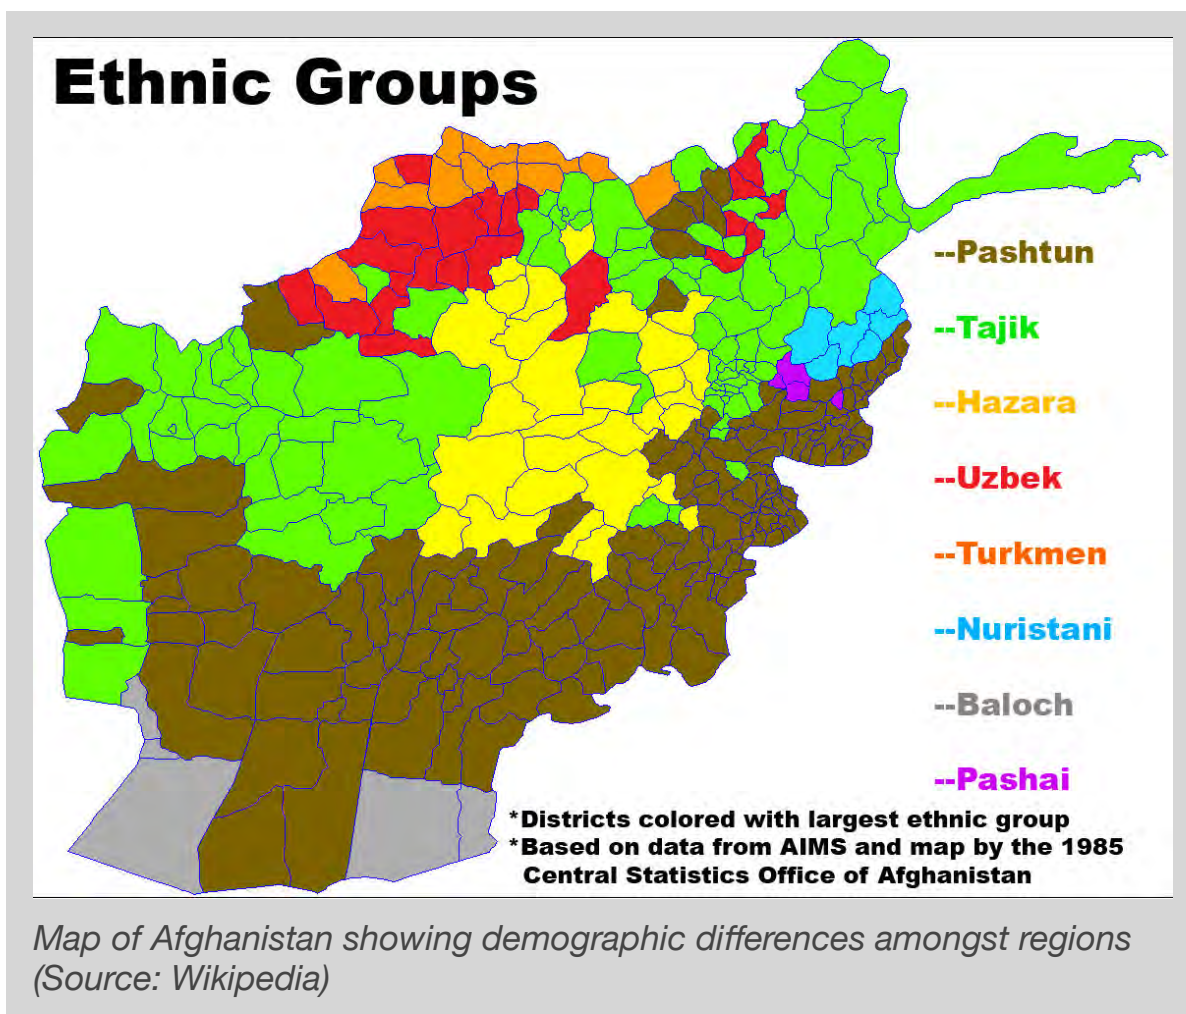 Ethnic Groups
--Pashtun
--Tajik
--Hazara
--Uzbek
--Turkmen
--Nuristani
--Baloch
--Pashai
*Districts colored with largest ethnic group
*Based on data from AIMS and map by the 1985
Central Statistics Office of Afghanistan
Map of Afghanistan showing demographic differences amongst regions
(Source: Wikipedia)